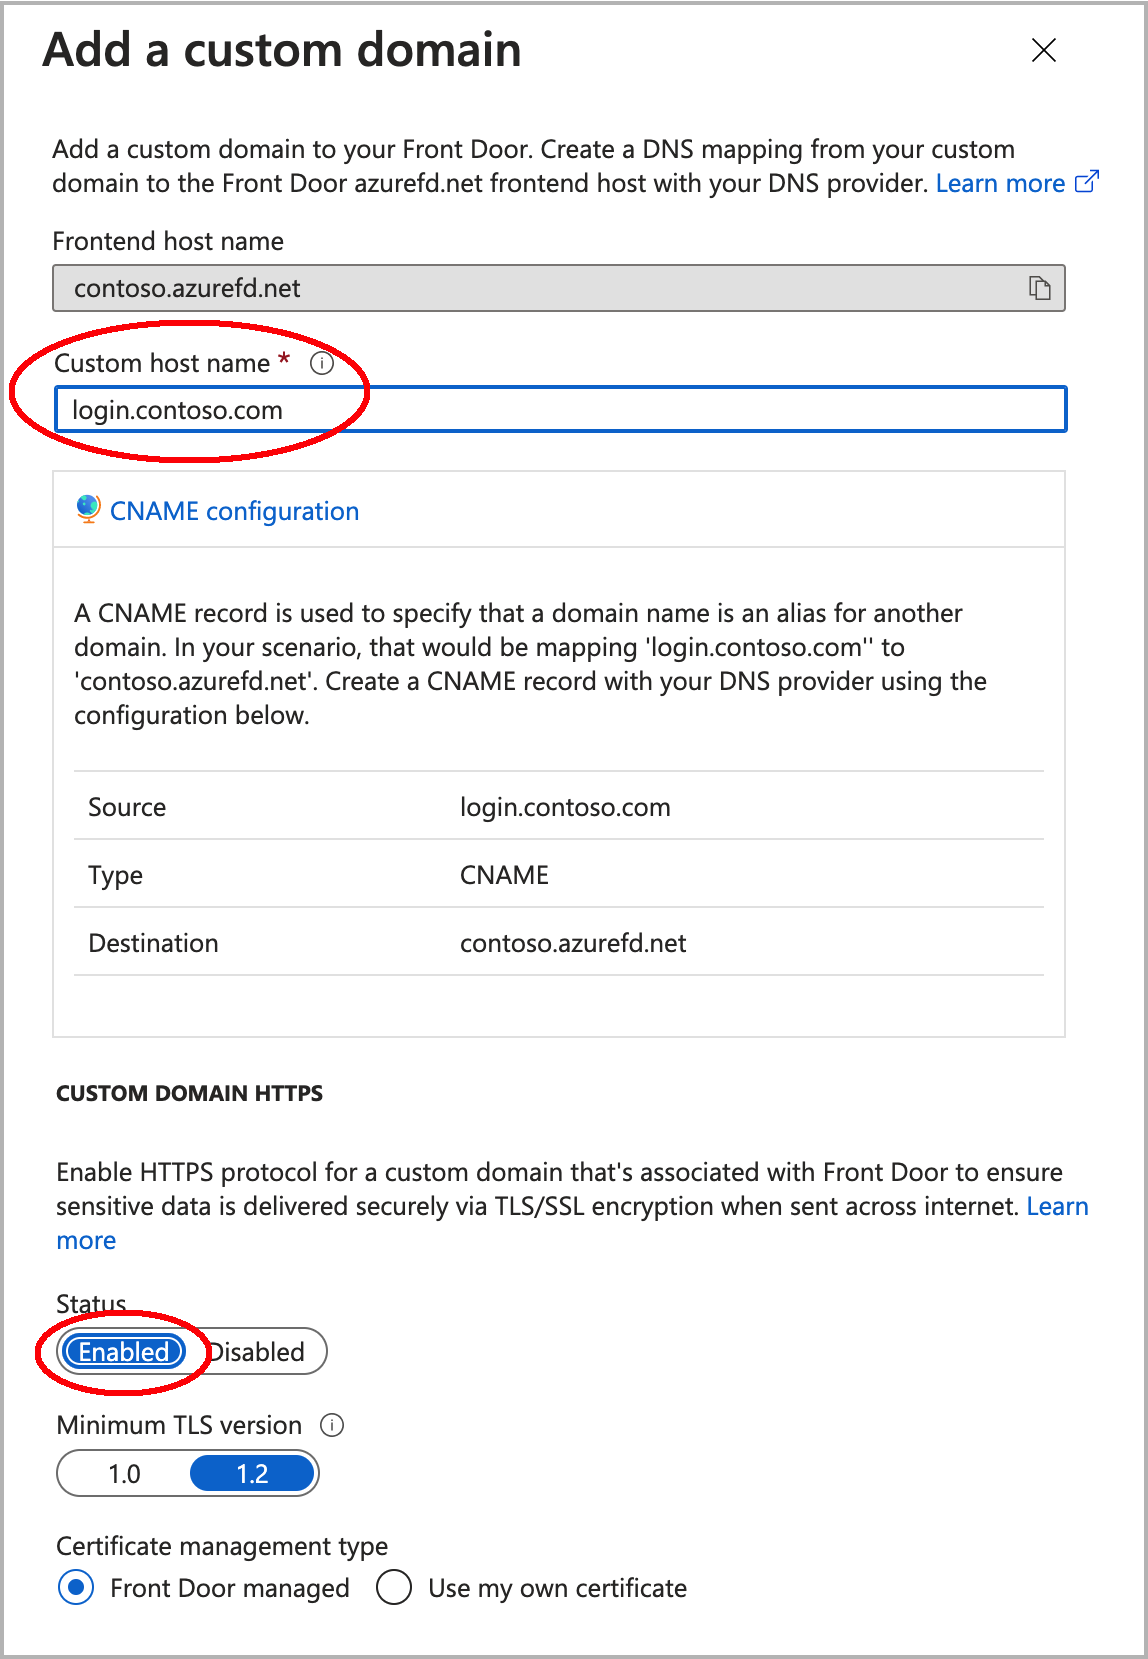 Add a custom domain
Add a custom domain to your Front Door. Create a DNS mapping from your custom
domain to the Front Door azurefd.net frontend host with your DNS provider. Learn more
Frontend host name
contoso.azurefd.net
Custom host name *
login.contoso.com
CNAME configuration
A CNAME record is used to specify that a domain name is an alias for another
domain. In your scenario, that would be mapping 'login.contoso.com'' to
'contoso.azurefd.net'. Create a CNAME record with your DNS provider using the
configuration below.
Source login.contoso.com
Type CNAME
Destination contoso.azurefd.net
CUSTOM DOMAIN HTTPS
Enable HTTPS protocol for a custom domain that's associated with Front Door to ensure
sensitive data is delivered securely via TLS/SSL encryption when sent across internet. Learn
more
Status
Enabled Disabled
Minimum TLS version
1.0 1.2
Certificate management type
Front Door managed Use my own certificate